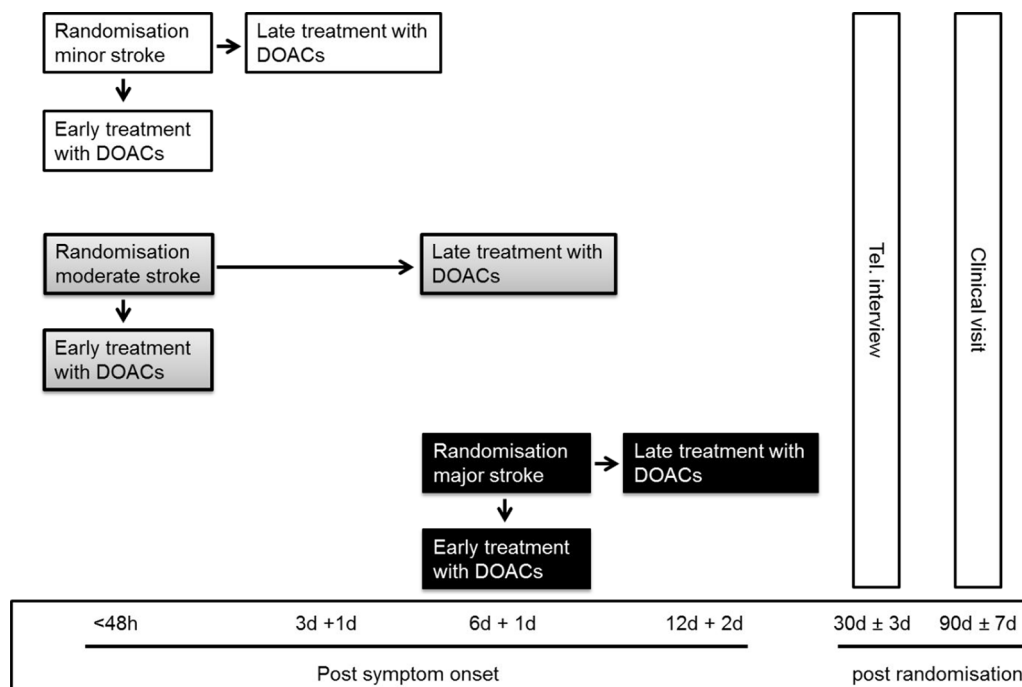 Randomisation
minor stroke
Late treatment with
DOACs
Early treatment
with DOACs
Randomisation
moderate stroke
Late treatment with
DOACs
Early treatment
with DOACs
Randomisation
major stroke
Late treatment with
DOACs
Early treatment
with DOACs
Tel. interview
Clinical visit
<48h
3d +1d
6d + 1d
12d + 2d
30d ± 3d
90d ± 7d
Post symptom onset
post randomisation